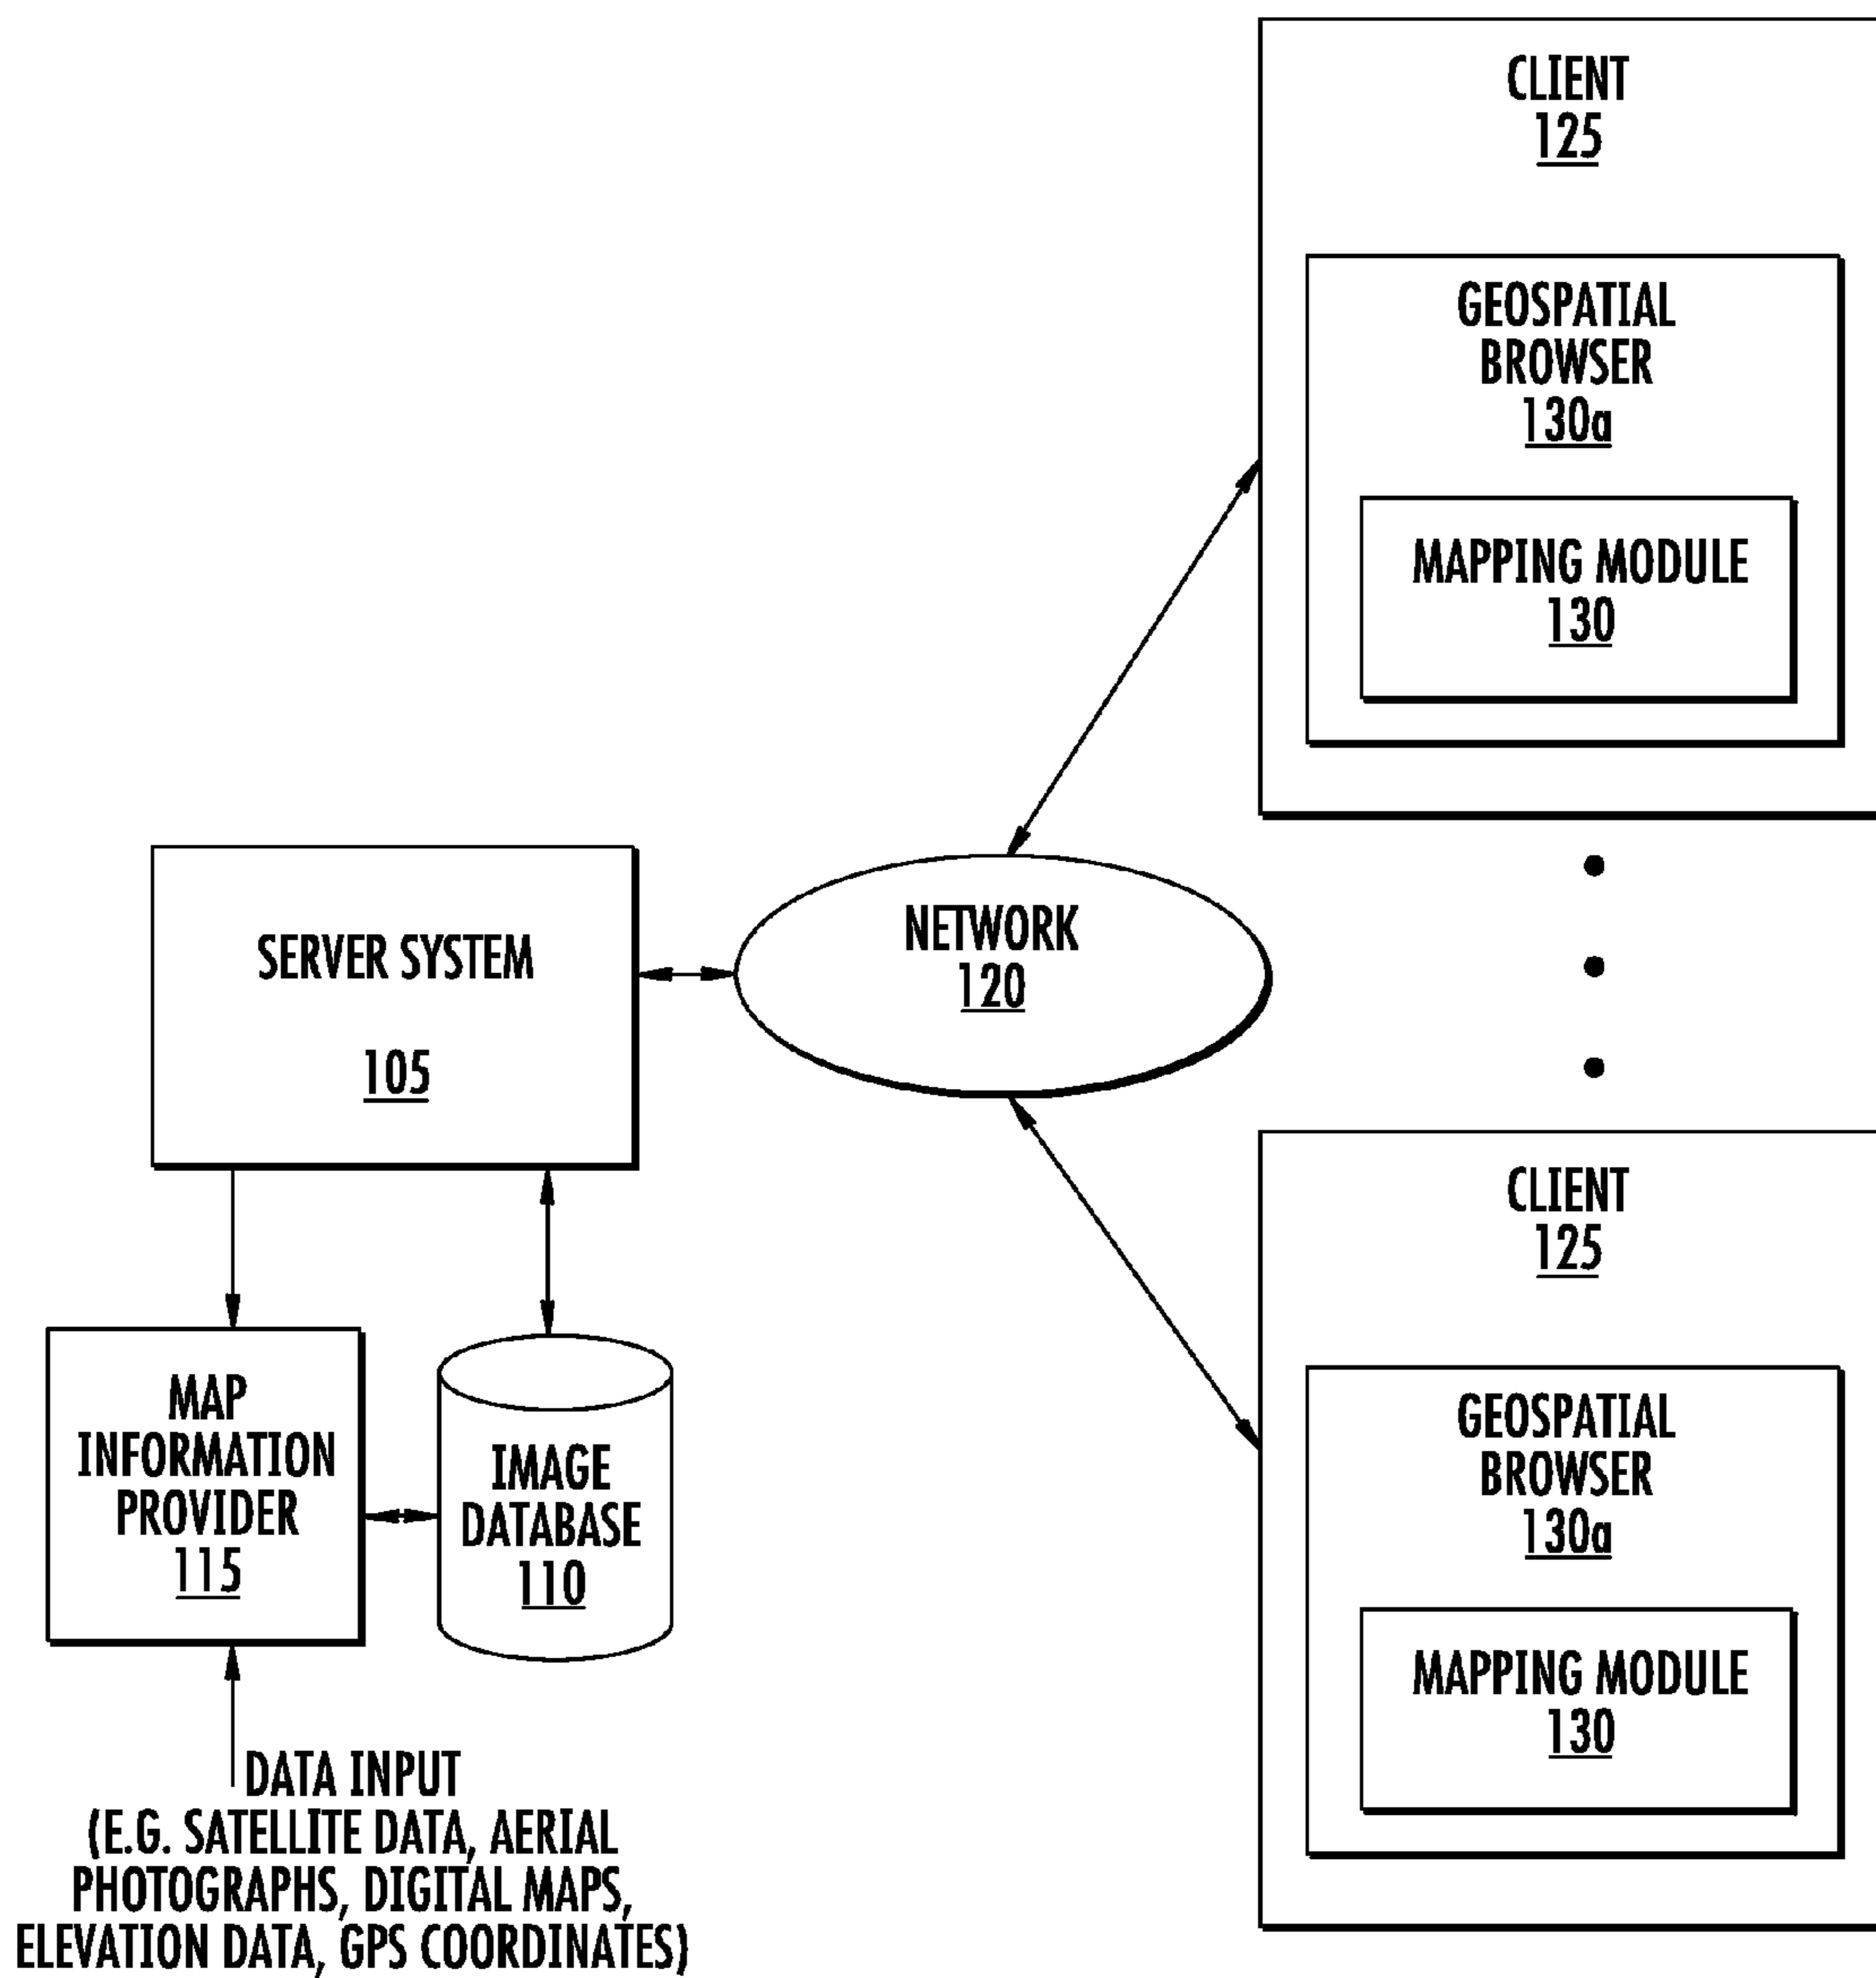 CLIENT
125
GEOSPATIAL
BROWSER
130a
MAPPING MODULE
130
SERVER SYSTEM
105
NETWORK
120
CLIENT
125
GEOSPATIAL
BROWSER
130a
MAPPING MODULE
130
MAP
INFORMATION
PROVIDER
115
IMAGE
DATABASE
110
DATA INPUT
(E.G. SATELLITE DATA, AERIAL
PHOTOGRAPHS, DIGITAL MAPS,
ELEVATION DATA, GPS COORDINATES)